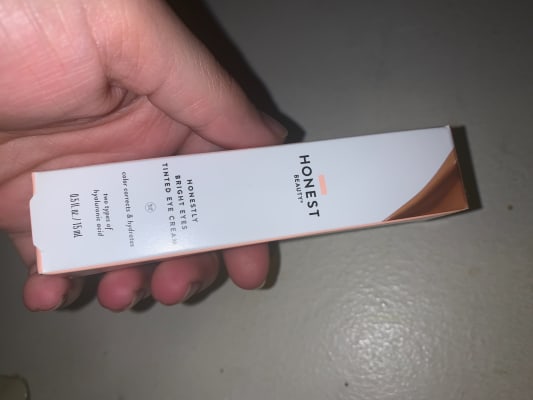 HONEST
BEAUTY®
HONESTLY
BRIGHT EYES
TINTED EYE CREAM
color corrects & hydrates
two types of
hyaluronic acid
0.5 fl. oz. / 15 mL